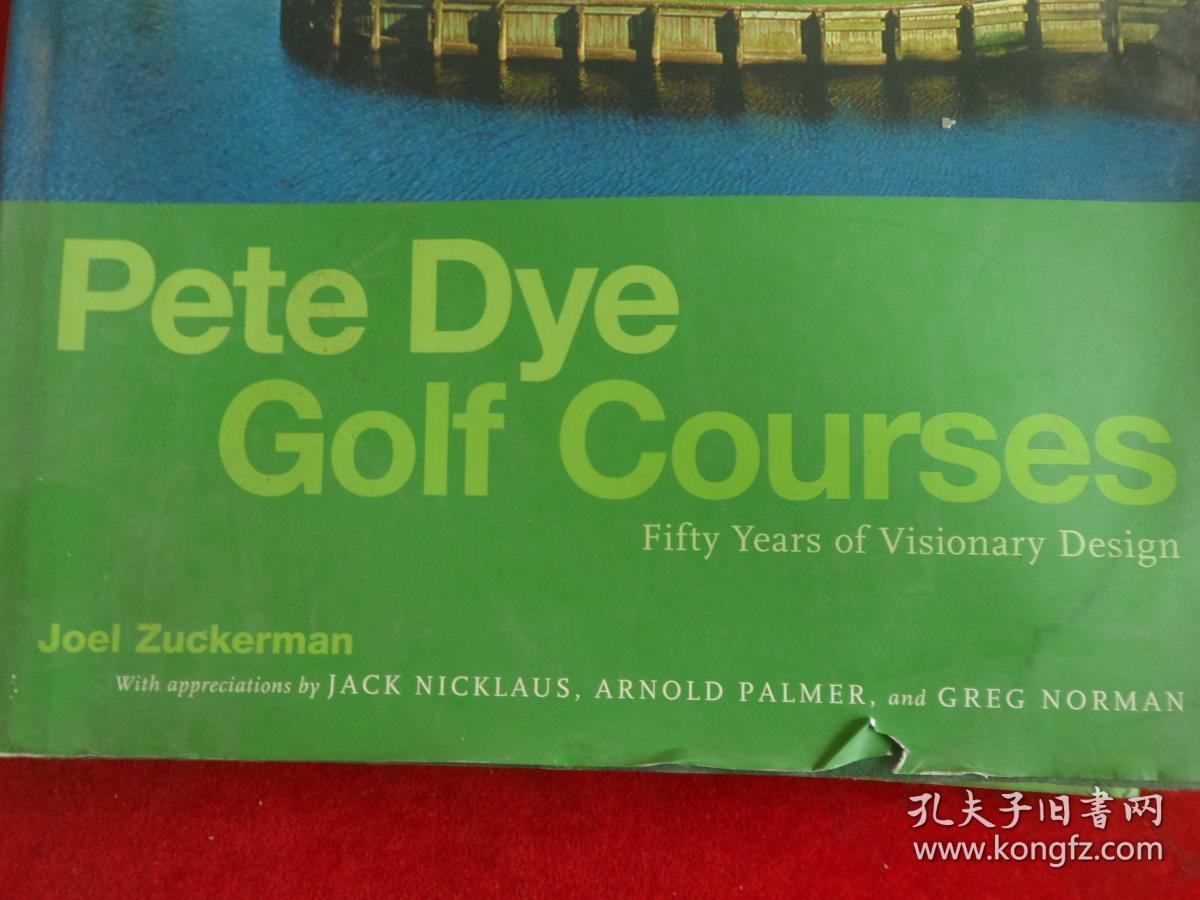 Pete Dye
Golf Courses
Fifty Years of Visionary Design
Joel Zuckerman
With appreciations by JACK NICKLAUS, ARNOLD PALMER, and GREG NORMAN
孔夫子旧书网
www.kongfz.com